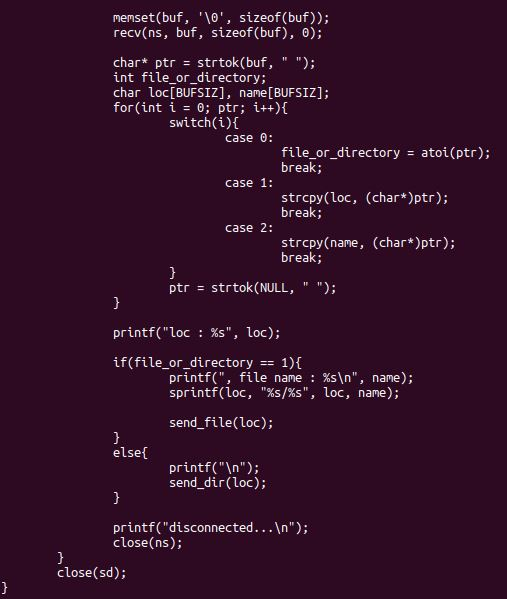 memset(buf, '\0', sizeof(buf));
recv(ns, buf, sizeof(buf), 0);
char* ptr = strtok(buf, " ");
int file_or_directory;
char loc[BUFSIZ], name[BUFSIZ];
for(int i = 0; ptr; i++){
switch(i){
case 0:
file_or_directory = atoi(ptr);
break;
case 1:
strcpy(loc, (char*)ptr);
break;
case 2:
strcpy(name, (char*)ptr);
break;
}
ptr = strtok(NULL, " ");
}
printf("loc : %s", loc);
if(file_or_directory == 1){
printf(", file name : %s\n", name);
sprintf(loc, "%s/%s", loc, name);
send_file(loc);
}
else{
printf("\n");
send_dir(loc);
}
printf("disconnected...\n");
close(ns);
}
close(sd);
}